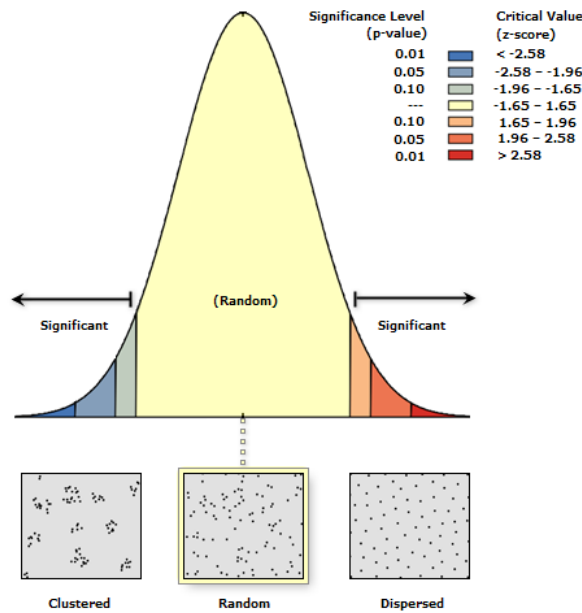 Significance Level Critical Value
(p-value) (z-score)
0.01 < -2.58
0.05 -2.58 – -1.96
0.10 -1.96 – -1.65
--- -1.65 – 1.65
0.10 1.65 – 1.96
0.05 1.96 – 2.58
0.01 > 2.58
(Random)
Significant Significant
Clustered Random Dispersed